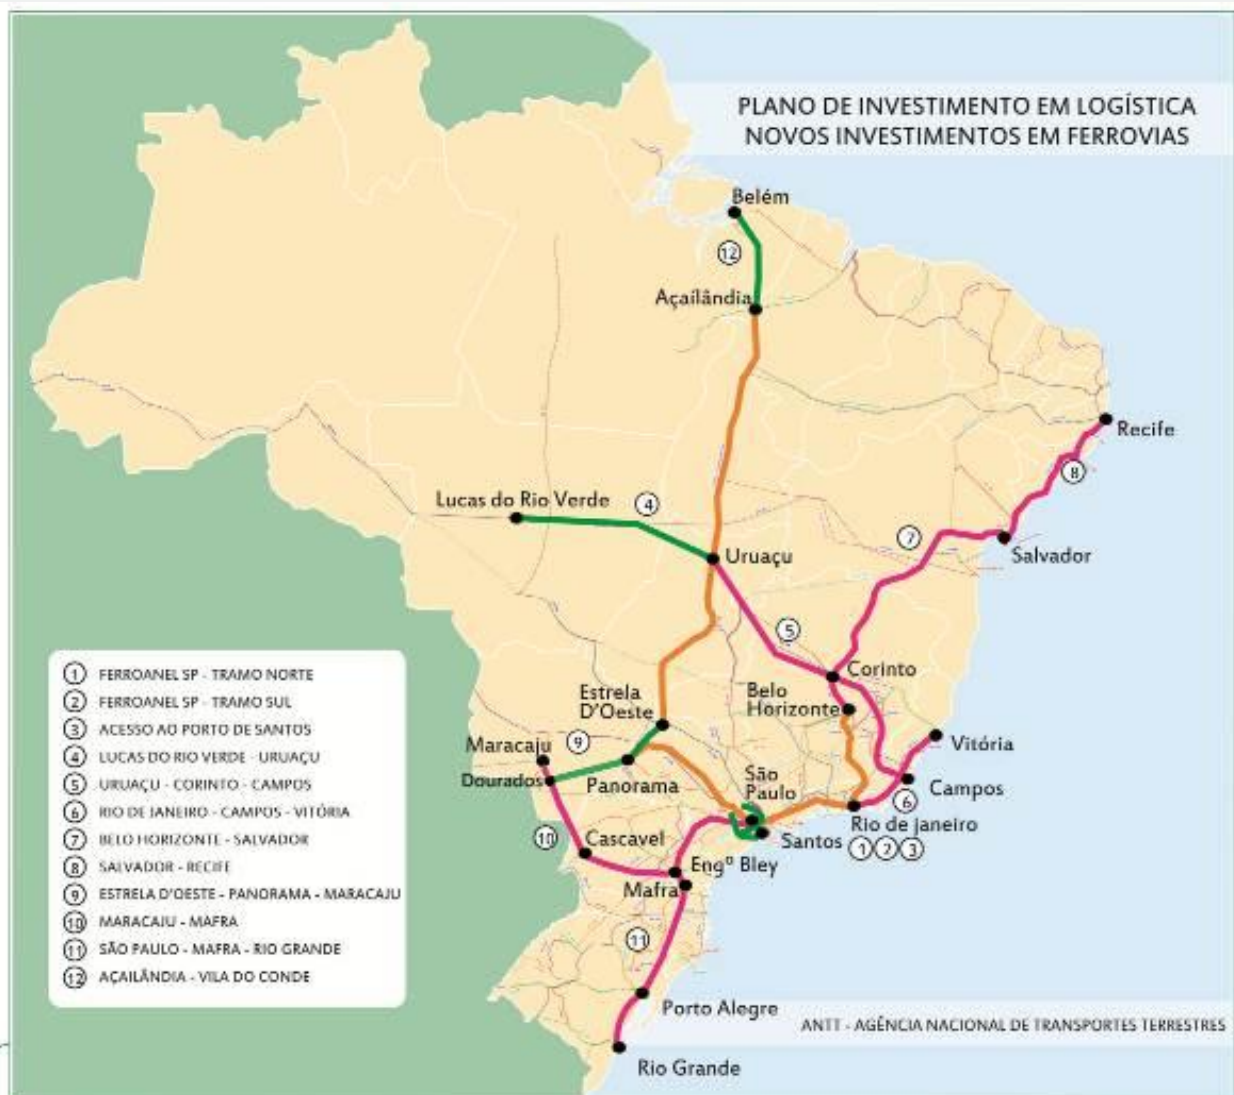 PLANO DE INVESTIMENTO EM LOGÍSTICA
NOVOS INVESTIMENTOS EM FERROVIAS
Belém
12
Açailândia
Recife
8
Lucas do Rio Verde
4
7
Uruaçu
Salvador
5
Corinto
Estrela
D'Oeste
Belo
Horizonte
9
Maracaju
Vitória
Dourados
Panorama
São
Paulo
Campos
6
Santos
Rio de janeiro
1 2 3
10
Cascavel
Engº Bley
Mafra
11
Porto Alegre
Rio Grande
1 FERROANEL SP - TRAMO NORTE
2 FERROANEL SP - TRAMO SUL
3 ACESSO AO PORTO DE SANTOS
4 LUCAS DO RIO VERDE - URUAÇU
5 URUAÇU - CORINTO - CAMPOS
6 RIO DE JANEIRO - CAMPOS - VITÓRIA
7 BELO HORIZONTE - SALVADOR
8 SALVADOR - RECIFE
9 ESTRELA D'OESTE - PANORAMA - MARACAJU
10 MARACAJU - MAFRA
11 SÃO PAULO - MAFRA - RIO GRANDE
12 AÇAILÂNDIA - VILA DO CONDE
ANTT - AGÊNCIA NACIONAL DE TRANSPORTES TERRESTRES